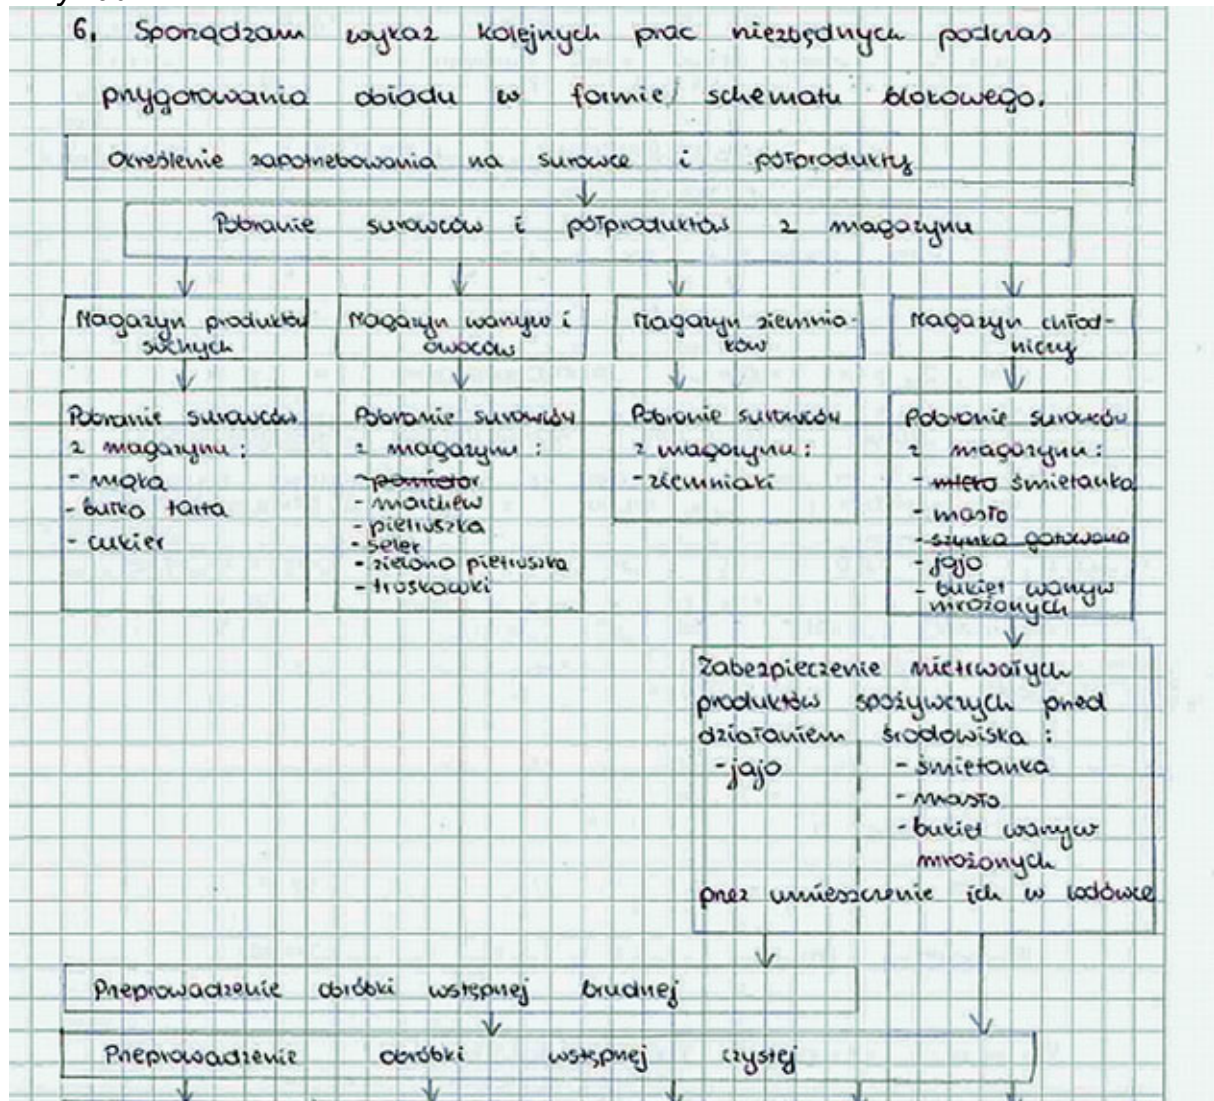 6. Sporządzam wykaz kolejnych prac niezbędnych podczas
przygotowania obiadu w formie schematu blokowego.
Określenie zapotrzebowania na surowce i półprodukty
Pobranie surowców i półproduktów z magazynu
Magazyn produktów
suchych
Pobranie surowców
z magazynu:
- mąka
- bułka tarta
- cukier
Magazyn warzyw i
owoców
Pobranie surowców
z magazynu:
- pomidor
- marchew
- pietruszka
- seler
- zielona pietruszka
- truskawki
Magazyn ziemnia-
ków
Pobranie surowców
z magazynu:
- ziemniaki
Magazyn chłod-
niczy
Pobranie surowców
z magazynu:
- mleko śmietanka
- masło
- szynka gotowana
- jajo
- bukiet warzyw
mrożonych
Zabezpieczenie nietrwałych
produktów spożywczych przed
działaniem środowiska:
- jajo
- śmietanka
- masło
- bukiet warzyw
mrożonych
przez umieszczenie ich w lodówce
Przeprowadzenie obróbki wstępnej brudnej
Przeprowadzenie obróbki wstępnej czystej